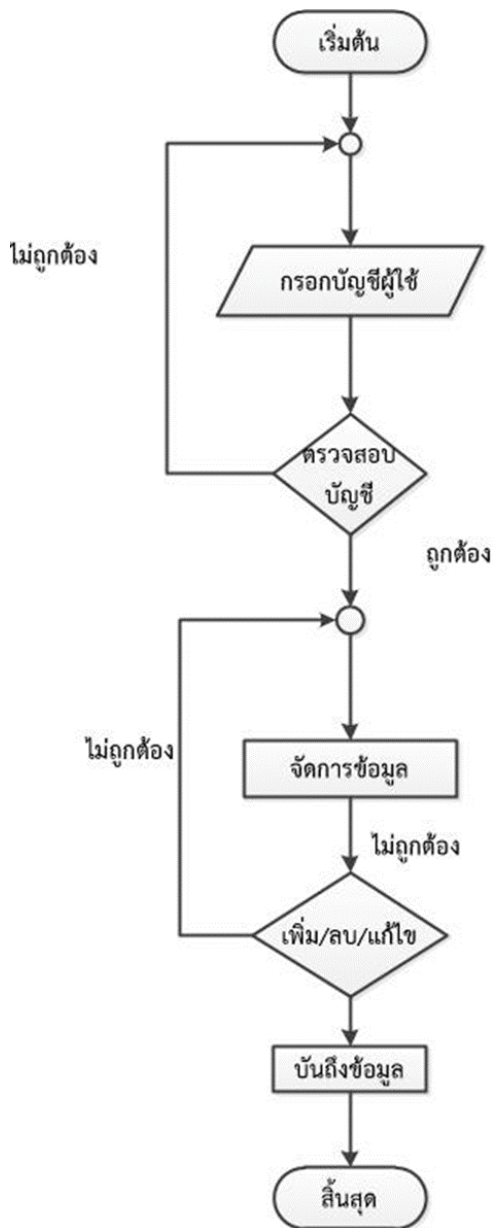 เริ่มต้น
ไม่ถูกต้อง
กรอกบัญชีผู้ใช้
ตรวจสอบ
บัญชี
ถูกต้อง
ไม่ถูกต้อง
จัดการข้อมูล
ไม่ถูกต้อง
เพิ่ม/ลบ/แก้ไข
บันถึงข้อมูล
สิ้นสุด